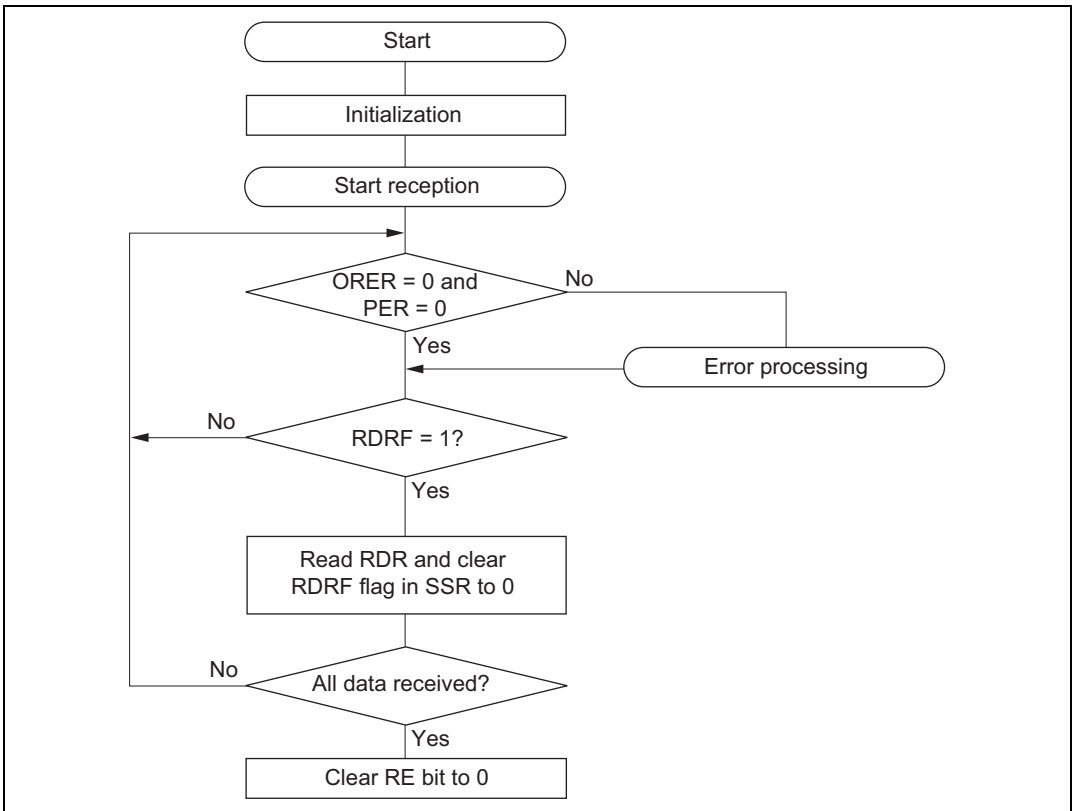 Start
Initialization
Start reception
ORER = 0 and
PER = 0
No
Yes
Error processing
No
RDRF = 1?
Yes
Read RDR and clear
RDRF flag in SSR to 0
No
All data received?
Yes
Clear RE bit to 0